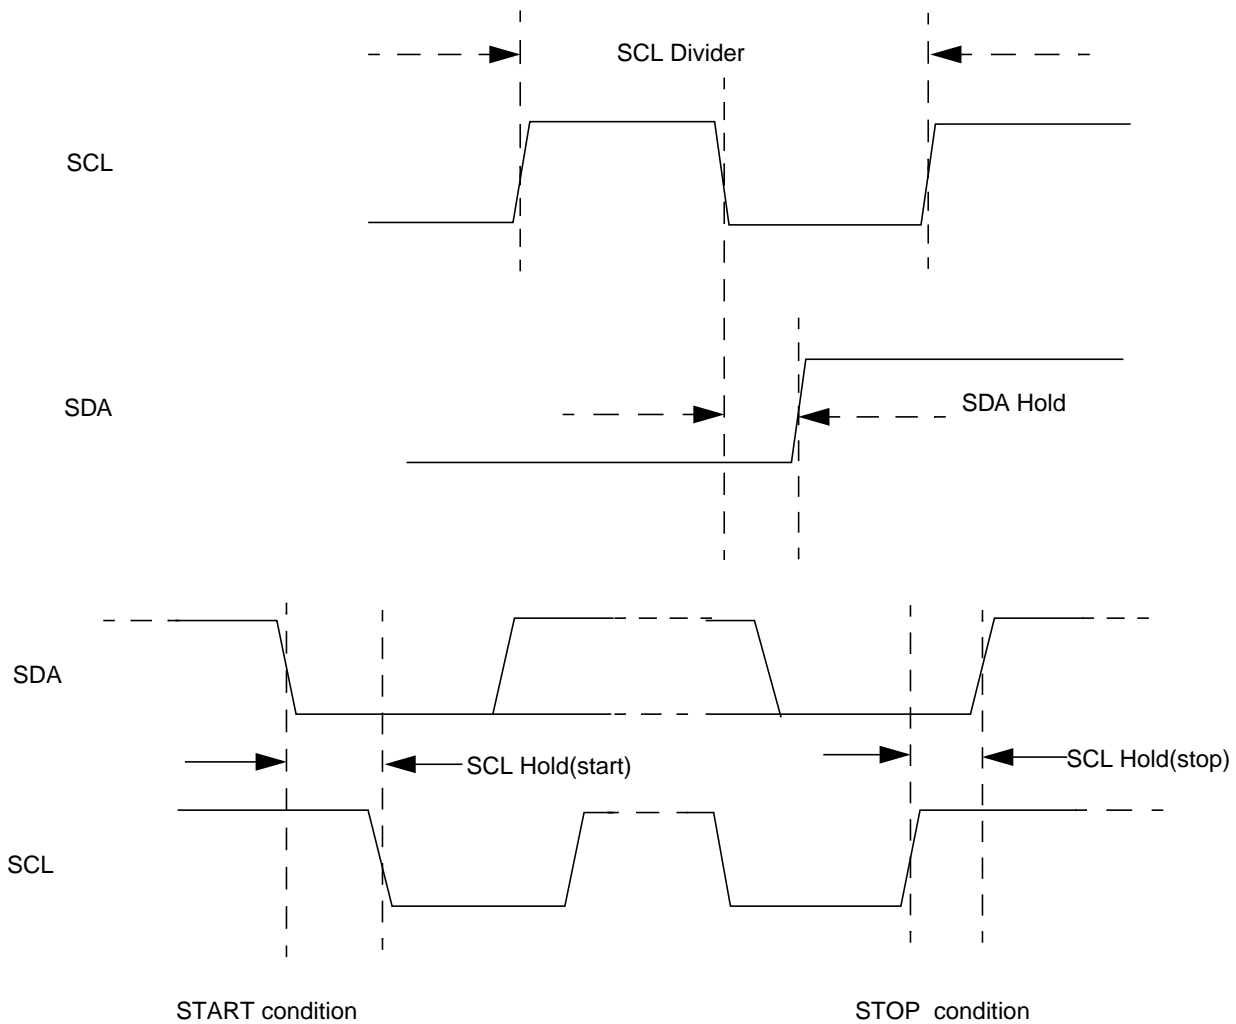 SCL Divider
SCL
SDA
SDA Hold
SDA
SCL Hold(start)
SCL Hold(stop)
SCL
START condition
STOP condition